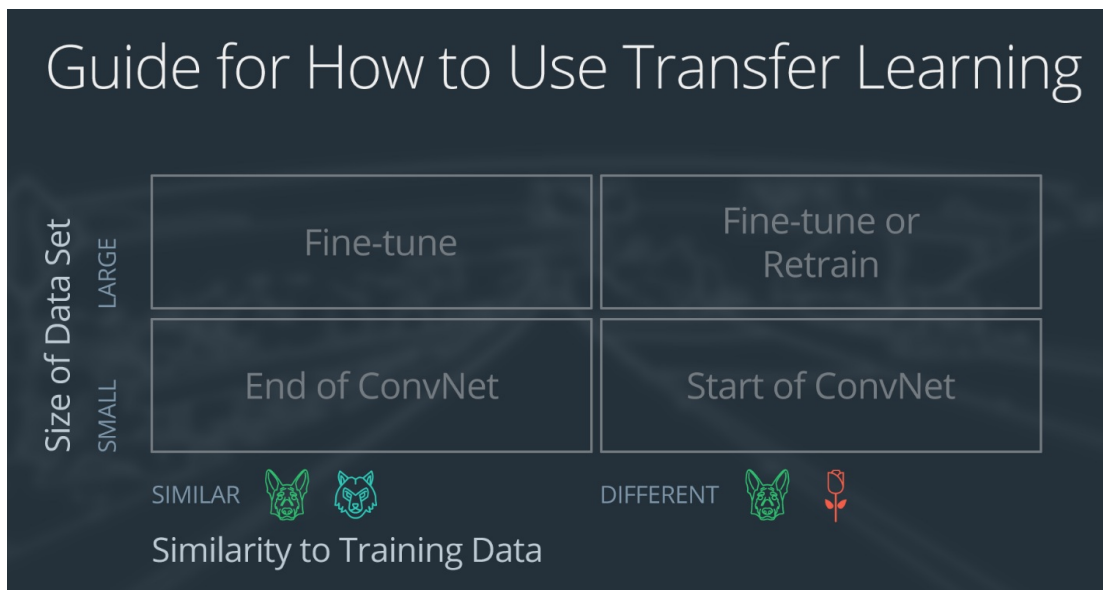 Guide for How to Use Transfer Learning
Size of Data Set
LARGE
Fine-tune
Fine-tune or
Retrain
SMALL
End of ConvNet
Start of ConvNet
SIMILAR
DIFFERENT
Similarity to Training Data